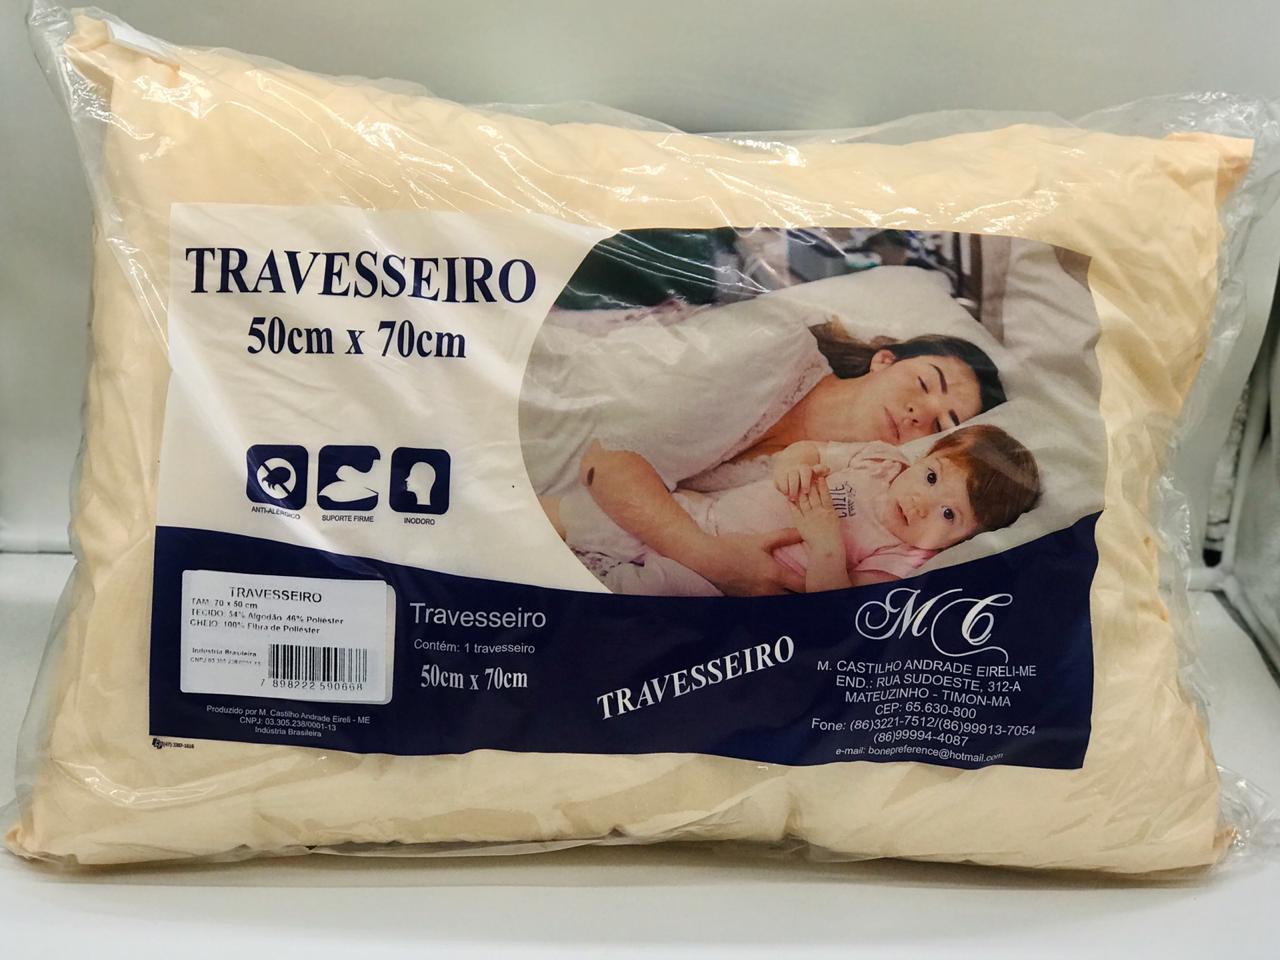 TRAVESSEIRO
50cm x 70cm
ANTI-ALÉRGICO
SUPORTE FIRME
INODORO
TRAVESSEIRO
TAM: 70 x 50 cm
TECIDO: 54% Algodão 46% Poliéster
CHEIO: 100% Fibra de Poliéster
Indústria Brasileira
7 898222 590668
Produzido por M. Castilho Andrade Eireli - ME
CNPJ: 03.305.238/0001-13
Indústria Brasileira
Travesseiro
Contém: 1 travesseiro
50cm x 70cm
TRAVESSEIRO
MC
M. CASTILHO ANDRADE EIRELI-ME
END.: RUA SUDOESTE, 312-A
MATEUZINHO - TIMON-MA
CEP: 65.630-800
Fone: (86)3221-7512/(86)99913-7054
(86)99994-4087
e-mail: bonepreference@hotmail.com